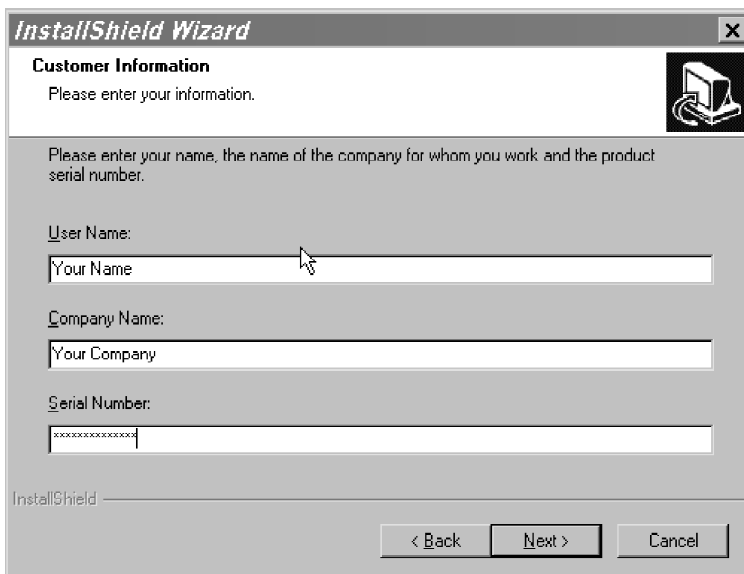 InstallShield Wizard
Customer Information
Please enter your information.
Please enter your name, the name of the company for whom you work and the product
serial number.
User Name:
Your Name
Company Name:
Your Company
Serial Number:
xxxxxxxxxxxxxx
InstallShield
< Back Next > Cancel